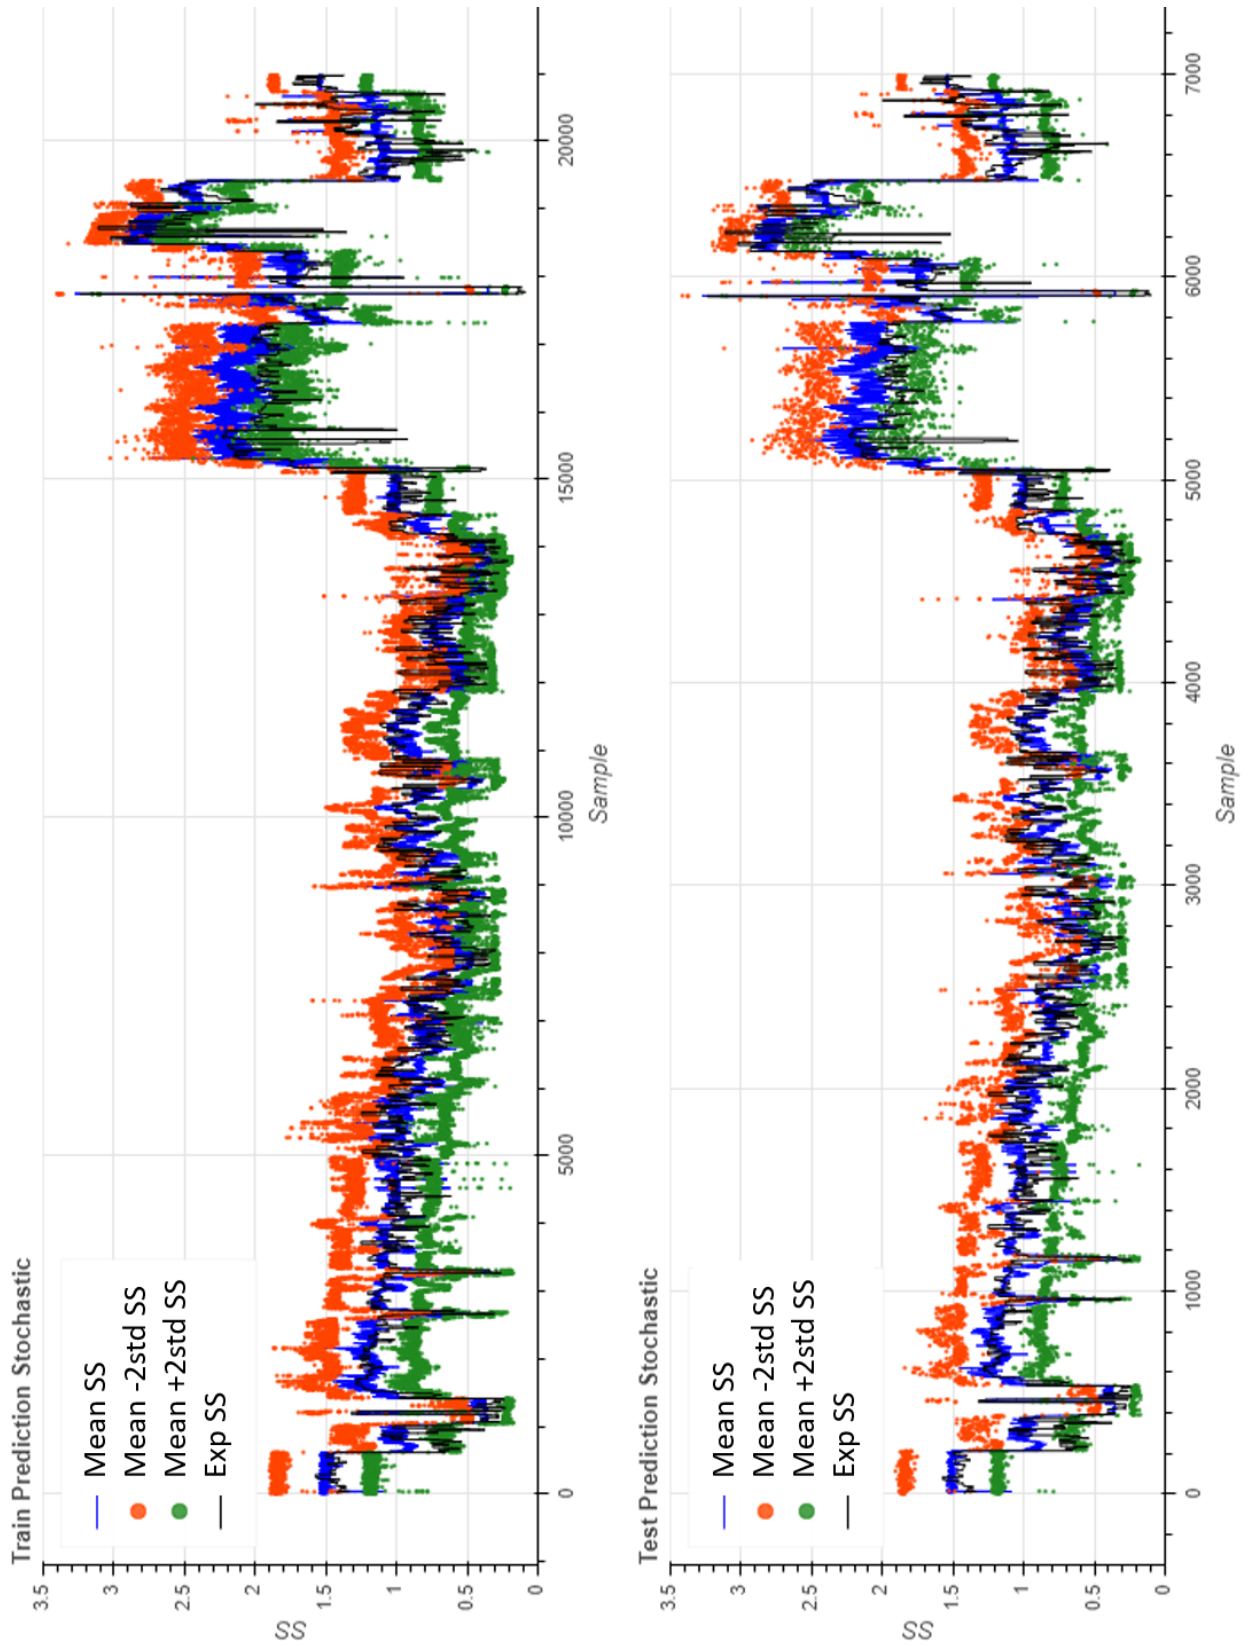 Train Prediction Stochastic
Mean SS
Mean -2std SS
Mean +2std SS
Exp SS
SS
3.5
3
2.5
2
1.5
1
0.5
0
0
5000
10000
15000
20000
Sample
Test Prediction Stochastic
Mean SS
Mean -2std SS
Mean +2std SS
Exp SS
SS
3.5
3
2.5
2
1.5
1
0.5
0
0
1000
2000
3000
4000
5000
6000
7000
Sample